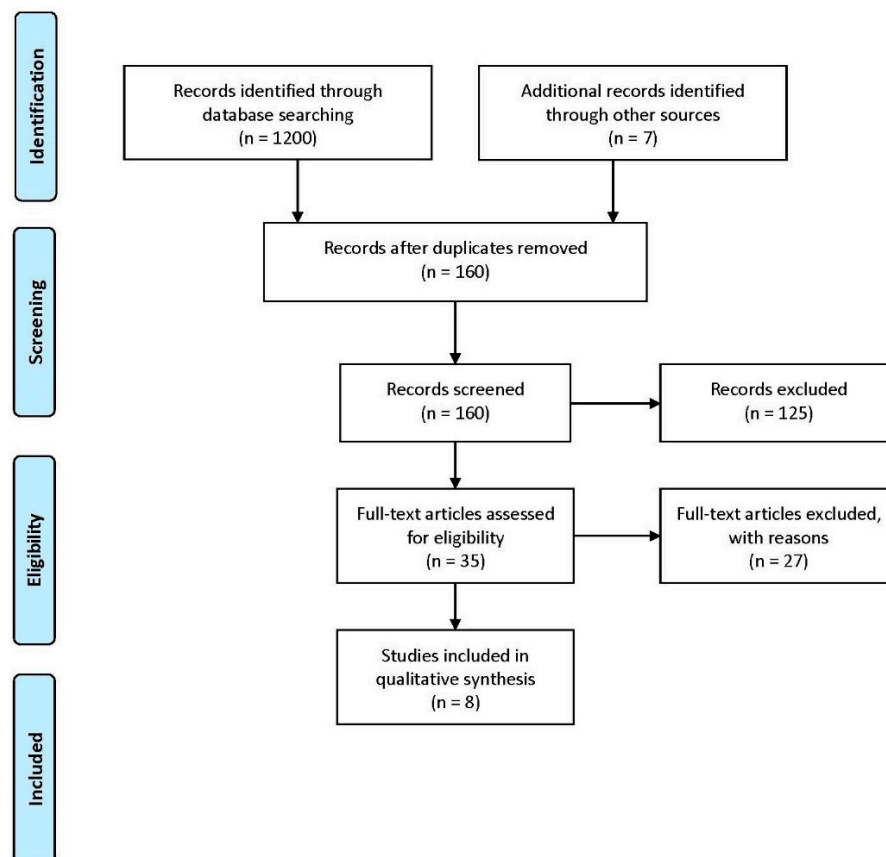 Identification
Records identified through
database searching
(n = 1200)
Additional records identified
through other sources
(n = 7)
Screening
Records after duplicates removed
(n = 160)
Records screened
(n = 160)
Records excluded
(n = 125)
Eligibility
Full-text articles assessed
for eligibility
(n = 35)
Full-text articles excluded,
with reasons
(n = 27)
Studies included in
qualitative synthesis
(n = 8)
Included